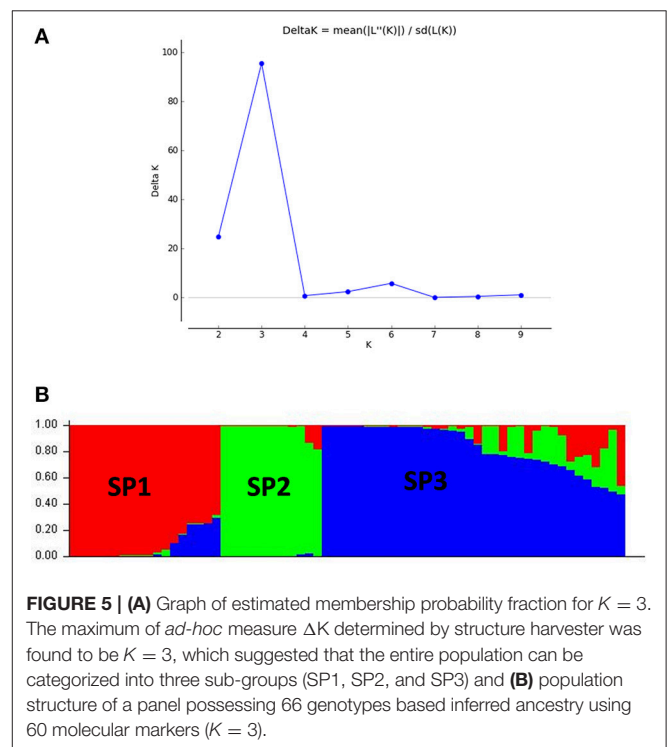 A
DeltaK = mean(|L''(K)|) / sd(L(K))
100
80
60
40
20
0
Delta K
2 3 4 5 6 7 8 9
K
B
1.00
0.80
0.60
0.40
0.20
0.00
SP1 SP2 SP3
FIGURE 5 | (A) Graph of estimated membership probability fraction for K = 3.
The maximum of ad-hoc measure ΔK determined by structure harvester was
found to be K = 3, which suggested that the entire population can be
categorized into three sub-groups (SP1, SP2, and SP3) and (B) population
structure of a panel possessing 66 genotypes based inferred ancestry using
60 molecular markers (K = 3).